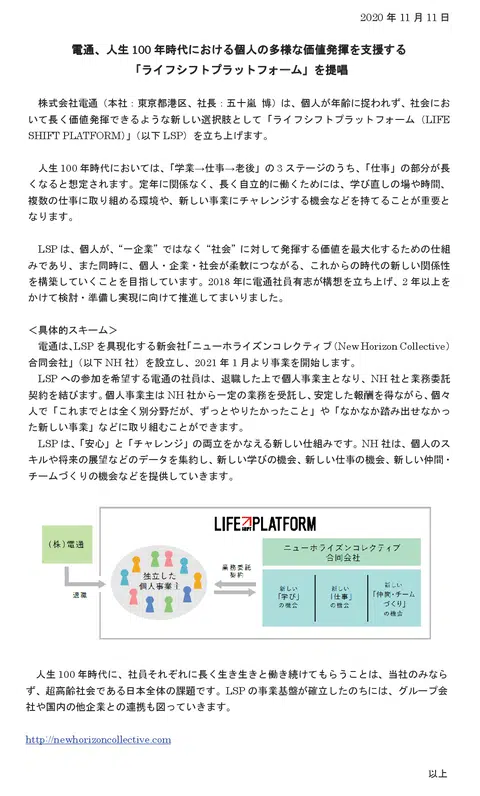 2020 年 11 月 11 日
電通、人生 100 年時代における個人の多様な価値発揮を支援する
「ライフシフトプラットフォーム」を提唱
株式会社電通（本社：東京都港区、社長：五十嵐 博）は、個人が年齢に捉われず、社会にお
いて長く価値発揮できるような新しい選択肢として「ライフシフトプラットフォーム（LIFE
SHIFT PLATFORM）」（以下 LSP）を立ち上げます。
人生 100 年時代においては、「学業→仕事→老後」の 3 ステージのうち、「仕事」の部分が長
くなると想定されます。定年に関係なく、長く自立的に働くためには、学び直しの場や時間、
複数の仕事に取り組める環境や、新しい事業にチャレンジする機会などを持てることが重要と
なります。
LSP は、個人が、“一企業”ではなく“社会”に対して発揮する価値を最大化するための仕組
みであり、また同時に、個人・企業・社会が柔軟につながる、これからの時代の新しい関係性
を構築していくことを目指しています。2018 年に電通社員有志が構想を立ち上げ、2 年以上を
かけて検討・準備し実現に向けて推進してまいりました。
＜具体的スキーム＞
電通は、LSP を具現化する新会社「ニューホライズンコレクティブ（New Horizon Collective）
合同会社」（以下 NH 社）を設立し、2021 年 1 月より事業を開始します。
LSP への参加を希望する電通の社員は、退職した上で個人事業主となり、NH 社と業務委託
契約を結びます。個人事業主は NH 社から一定の業務を受託し、安定した報酬を得ながら、個々
人で「これまでとは全く別分野だが、ずっとやりたかったこと」や「なかなか踏み出せなかっ
た新しい事業」などに取り組むことができます。
LSP は、「安心」と「チャレンジ」の両立をかなえる新しい仕組みです。NH 社は、個人のス
キルや将来の展望などのデータを集約し、新しい学びの機会、新しい仕事の機会、新しい仲間・
チームづくりの機会などを提供していきます。
LIFE SHIFT PLATFORM
（株）電通
退職
独立した
個人事業主
業務委託
契約
ニューホライズンコレクティブ
合同会社
新しい
「学び」
の機会
新しい
「仕事」
の機会
新しい
「仲間・チーム
づくり」
の機会
人生 100 年時代に、社員それぞれに長く生き生きと働き続けてもらうことは、当社のみなら
ず、超高齢社会である日本全体の課題です。LSP の事業基盤が確立したのちには、グループ会
社や国内の他企業との連携も図っていきます。
http://newhorizoncollective.com
以上